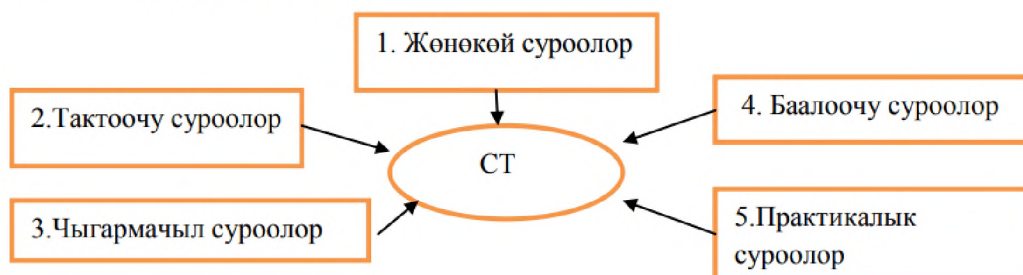 1. Жөнөкөй суроолор
2.Тактоочу суроолор
4. Баалоочу суроолор
СТ
3.Чыгармачыл суроолор
5.Практикалык
суроолор